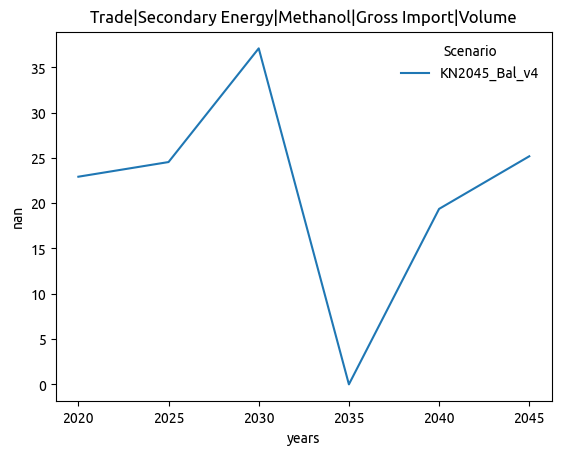 Trade|Secondary Energy|Methanol|Gross Import|Volume
Scenario
KN2045_Bal_v4
35
30
25
20
15
10
5
0
nan
2020 2025 2030 2035 2040 2045
years